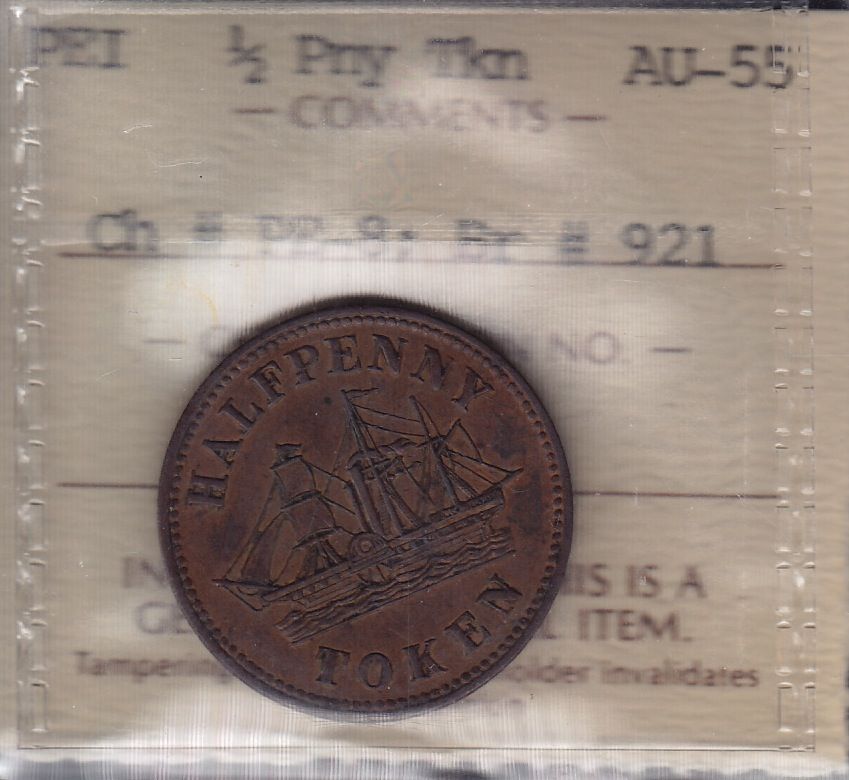 PEI ½ Pny Tkn AU-55
— COMMENTS —
Ch # PE-9; Br # 921
NO. —
HALFPENNY
TOKEN
THIS IS A
ITEM.
Tampering holder invalidates